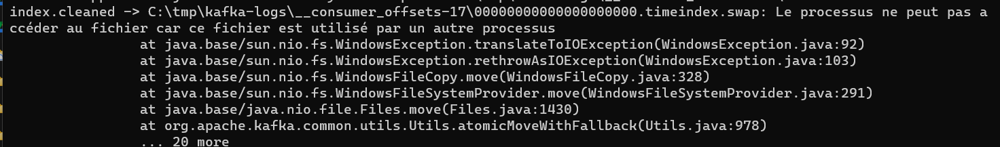 index.cleaned -> C:\tmp\kafka-logs\__consumer_offsets-17\00000000000000000000.timeindex.swap: Le processus ne peut pas a
ccéder au fichier car ce fichier est utilisé par un autre processus
at java.base/sun.nio.fs.WindowsException.translateToIOException(WindowsException.java:92)
at java.base/sun.nio.fs.WindowsException.rethrowAsIOException(WindowsException.java:103)
at java.base/sun.nio.fs.WindowsFileCopy.move(WindowsFileCopy.java:328)
at java.base/sun.nio.fs.WindowsFileSystemProvider.move(WindowsFileSystemProvider.java:291)
at java.base/java.nio.file.Files.move(Files.java:1430)
at org.apache.kafka.common.utils.Utils.atomicMoveWithFallback(Utils.java:978)
... 20 more